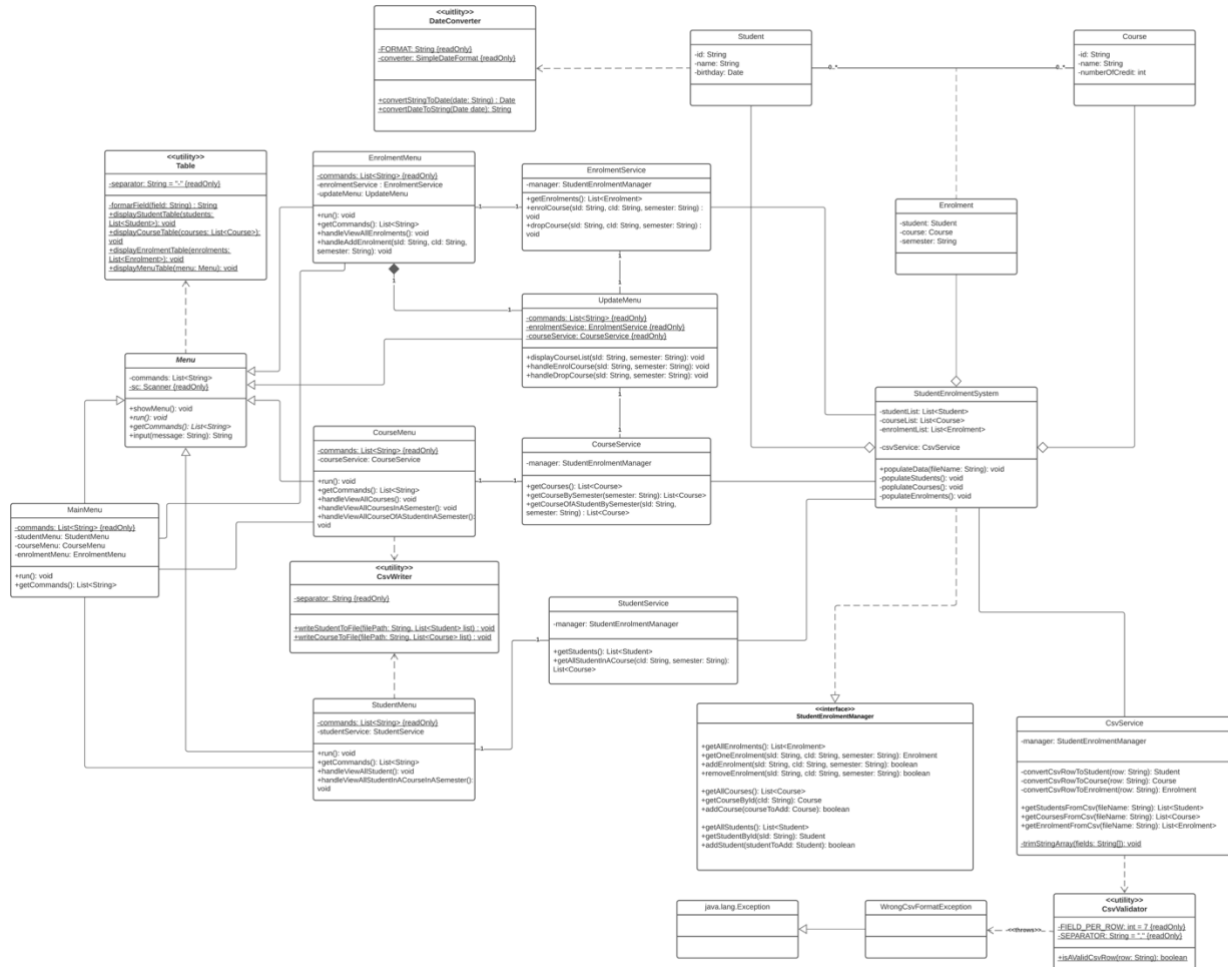 <<uitlity>>
DateConverter
-FORMAT: String {readOnly}
-converter: SimpleDateFormat {readOnly}
+convertStringToDate(date: String) : Date
+convertDateToString(Date date): String
Student
-id: String
-name: String
-birthday: Date
0..*
0..*
Course
-id: String
-name: String
-numberOfCredit: int
<<utility>>
Table
-separator: String = "-" {readOnly}
-formarField(field: String) : String
+displayStudentTable(students:
List<Student>): void
+displayCourseTable(courses: List<Course>):
void
+displayEnrolmentTable(enrolments:
List<Enrolment>): void
+displayMenuTable(menu: Menu): void
EnrolmentMenu
-commands: List<String> {readOnly}
-enrolmentService : EnrolmentService
-updateMenu: UpdateMenu
+run(): void
+getCommands(): List<String>
+handleViewAllEnrolments(): void
+handleAddEnrolment(sId: String, cId: String,
semester: String): void
1
1
EnrolmentService
-manager: StudentEnrolmentManager
+getEnrolments(): List<Enrolment>
+enrolCourse(sId: String, cId: String, semester: String) :
void
+dropCourse(sId: String, cId: String, semester: String) :
void
1
1
Enrolment
-student: Student
-course: Course
-semester: String
1
1
UpdateMenu
-commands: List<String> {readOnly}
-enrolmentSevice: EnrolmentService {readOnly}
-courseService: CourseService {readOnly}
+displayCourseList(sId: String, semester: String): void
+handleEnrolCourse(sId: String, semester: String): void
+handleDropCourse(sId: String, semester: String): void
1
1
Menu
-commands: List<String>
-sc: Scanner {readOnly}
+showMenu(): void
+run(): void
+getCommands(): List<String>
+input(message: String): String
StudentEnrolmentSystem
-studentList: List<Student>
-courseList: List<Course>
-enrolmentList: List<Enrolment>
-csvService: CsvService
+populateData(fileName: String): void
-populateStudents(): void
-poplulateCourses(): void
-populateEnrolments(): void
CourseMenu
-commands: List<String> {readOnly}
-courseService: CourseService
+run(): void
+getCommands(): List<String>
+handleViewAllCourses(): void
+handleViewAllCoursesInASemester(): void
+handleViewAllCourseOfAStudentInASemester():
void
1
1
CourseService
-manager: StudentEnrolmentManager
+getCourses(): List<Course>
+getCourseBySemester(semester: String): List<Course>
+getCourseOfAStudentBySemester(sId: String,
semester: String) : List<Course>
MainMenu
-commands: List<String> {readOnly}
-studentMenu: StudentMenu
-courseMenu: CourseMenu
-enrolmentMenu: EnrolmentMenu
+run(): void
+getCommands(): List<String>
<<utility>>
CsvWriter
-separator: String {readOnly}
+writeStudentToFile(filePath: String, List<Student> list) : void
+writeCourseToFile(filePath: String, List<Course> list) : void
StudentService
-manager: StudentEnrolmentManager
+getStudents(): List<Student>
+getAllStudentInACourse(cId: String, semester: String):
List<Course>
1
1
StudentMenu
-commands: List<String> {readOnly}
-studentService: StudentService
+run(): void
+getCommands(): List<String>
+handleViewAllStudent(): void
+handleViewAllStudentInACourseInASemester():
void
<<interface>>
StudentEnrolmentManager
+getAllEnrolments(): List<Enrolment>
+getOneEnrolment(sId: String, cId: String, semester: String): Enrolment
+addEnrolment(sId: String, cId: String, semester: String): boolean
+removeEnrolment(sId: String, cId: String, semester: String): boolean
+getAllCourses(): List<Course>
+getCourseById(cId: String): Course
+addCourse(courseToAdd: Course): boolean
+getAllStudents(): List<Student>
+getStudentById(sId: String): Student
+addStudent(studentToAdd: Student): boolean
CsvService
-manager: StudentEnrolmentManager
-convertCsvRowToStudent(row: String): Student
-convertCsvRowToCourse(row: String): Course
-convertCsvRowToEnrolment(row: String): Enrolment
+getStudentsFromCsv(fileName: String): List<Student>
+getCoursesFromCsv(fileName: String): List<Course>
+getEnrolmentFromCsv(fileName: String): List<Enrolment>
-trimStringArray(fields: String[]): void
java.lang.Exception
WrongCsvFormatException
<<throws>>
<<utility>>
CsvValidator
-FIELD_PER_ROW: int = 7 {readOnly}
-SEPARATOR: String = "," {readOnly}
+isAValidCsvRow(row: String): boolean